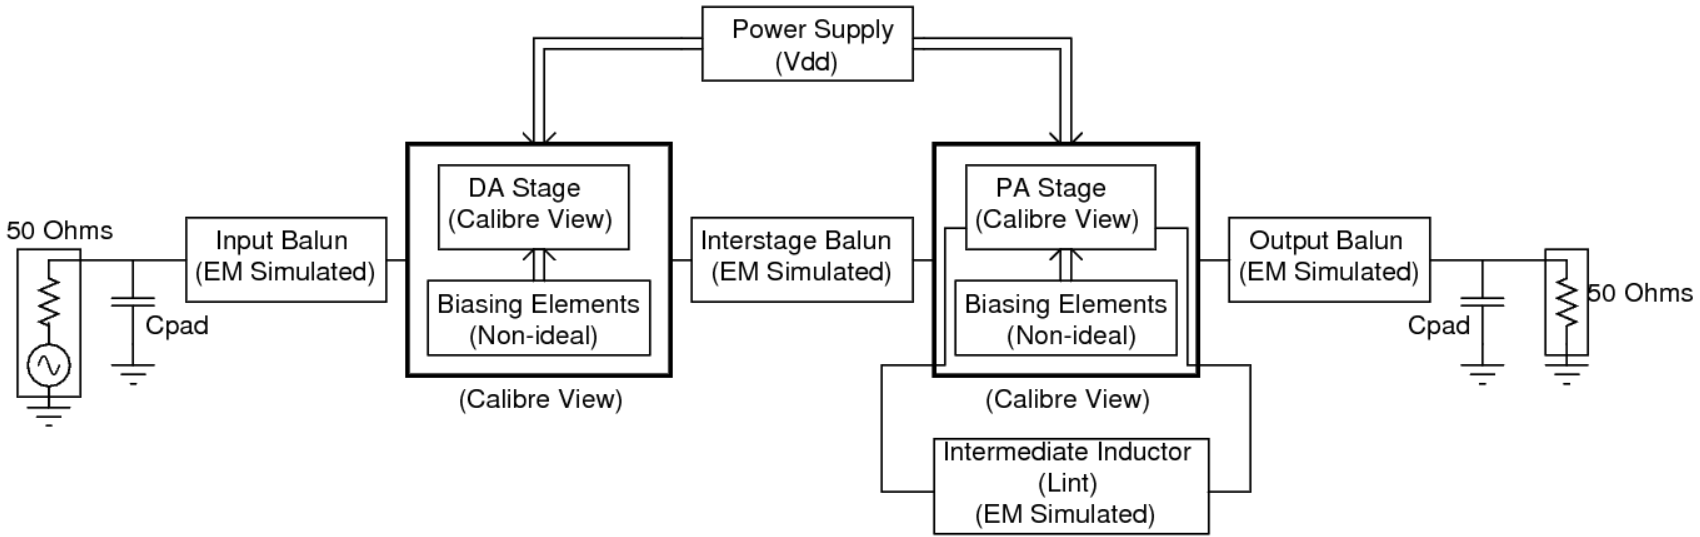 Power Supply
(Vdd)
50 Ohms
Input Balun
(EM Simulated)
Cpad
DA Stage
(Calibre View)
Biasing Elements
(Non-ideal)
(Calibre View)
Interstage Balun
(EM Simulated)
PA Stage
(Calibre View)
Biasing Elements
(Non-ideal)
(Calibre View)
Intermediate Inductor
(Lint)
(EM Simulated)
Output Balun
(EM Simulated)
Cpad
50 Ohms